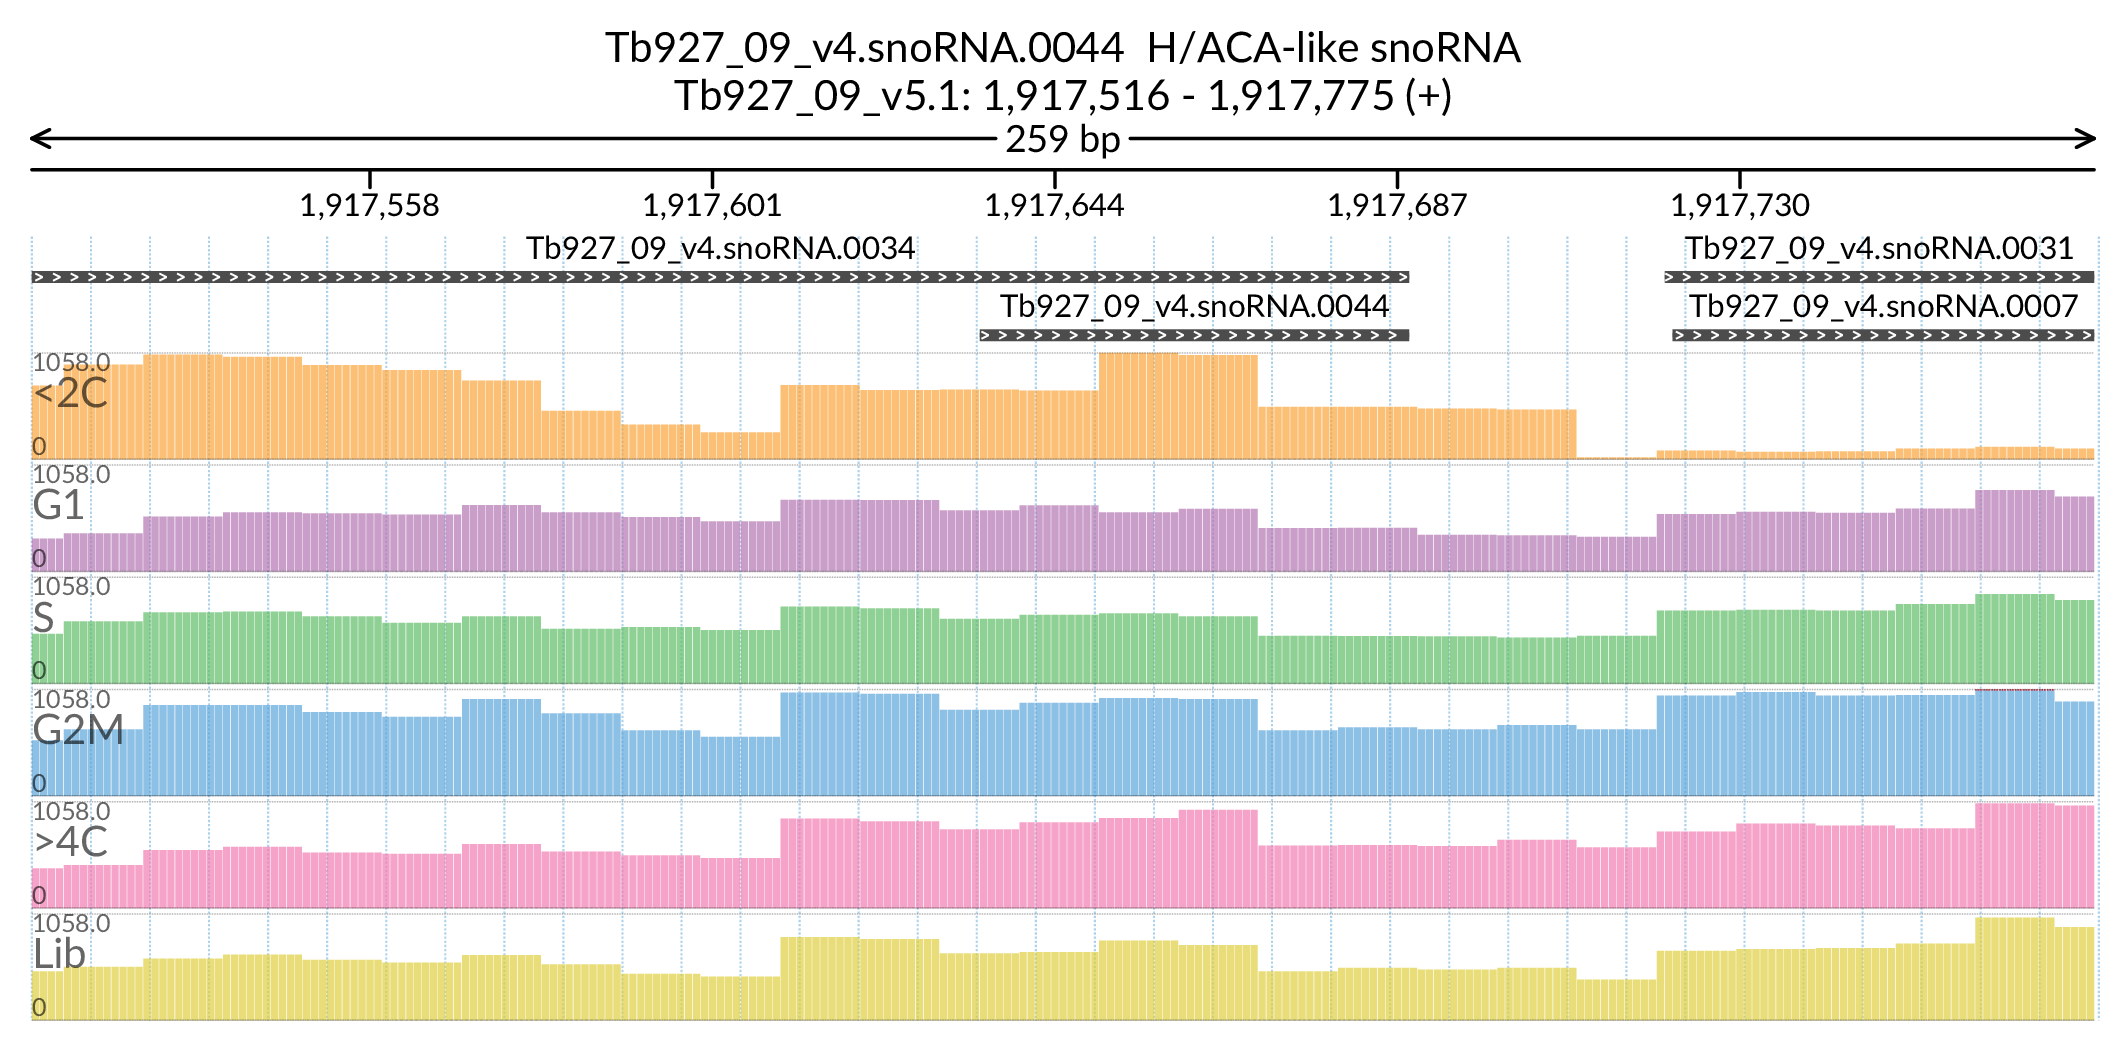 Tb927_09_v4.snoRNA.0044 H/ACA-like snoRNA
Tb927_09_v5.1: 1,917,516 - 1,917,775 (+)
259 bp
1,917,558 1,917,601 1,917,644 1,917,687 1,917,730
Tb927_09_v4.snoRNA.0034 Tb927_09_v4.snoRNA.0031
Tb927_09_v4.snoRNA.0044 Tb927_09_v4.snoRNA.0007
1058.0
<2C
0
1058.0
G1
0
1058.0
S
0
1058.0
G2M
0
1058.0
>4C
0
1058.0
Lib
0